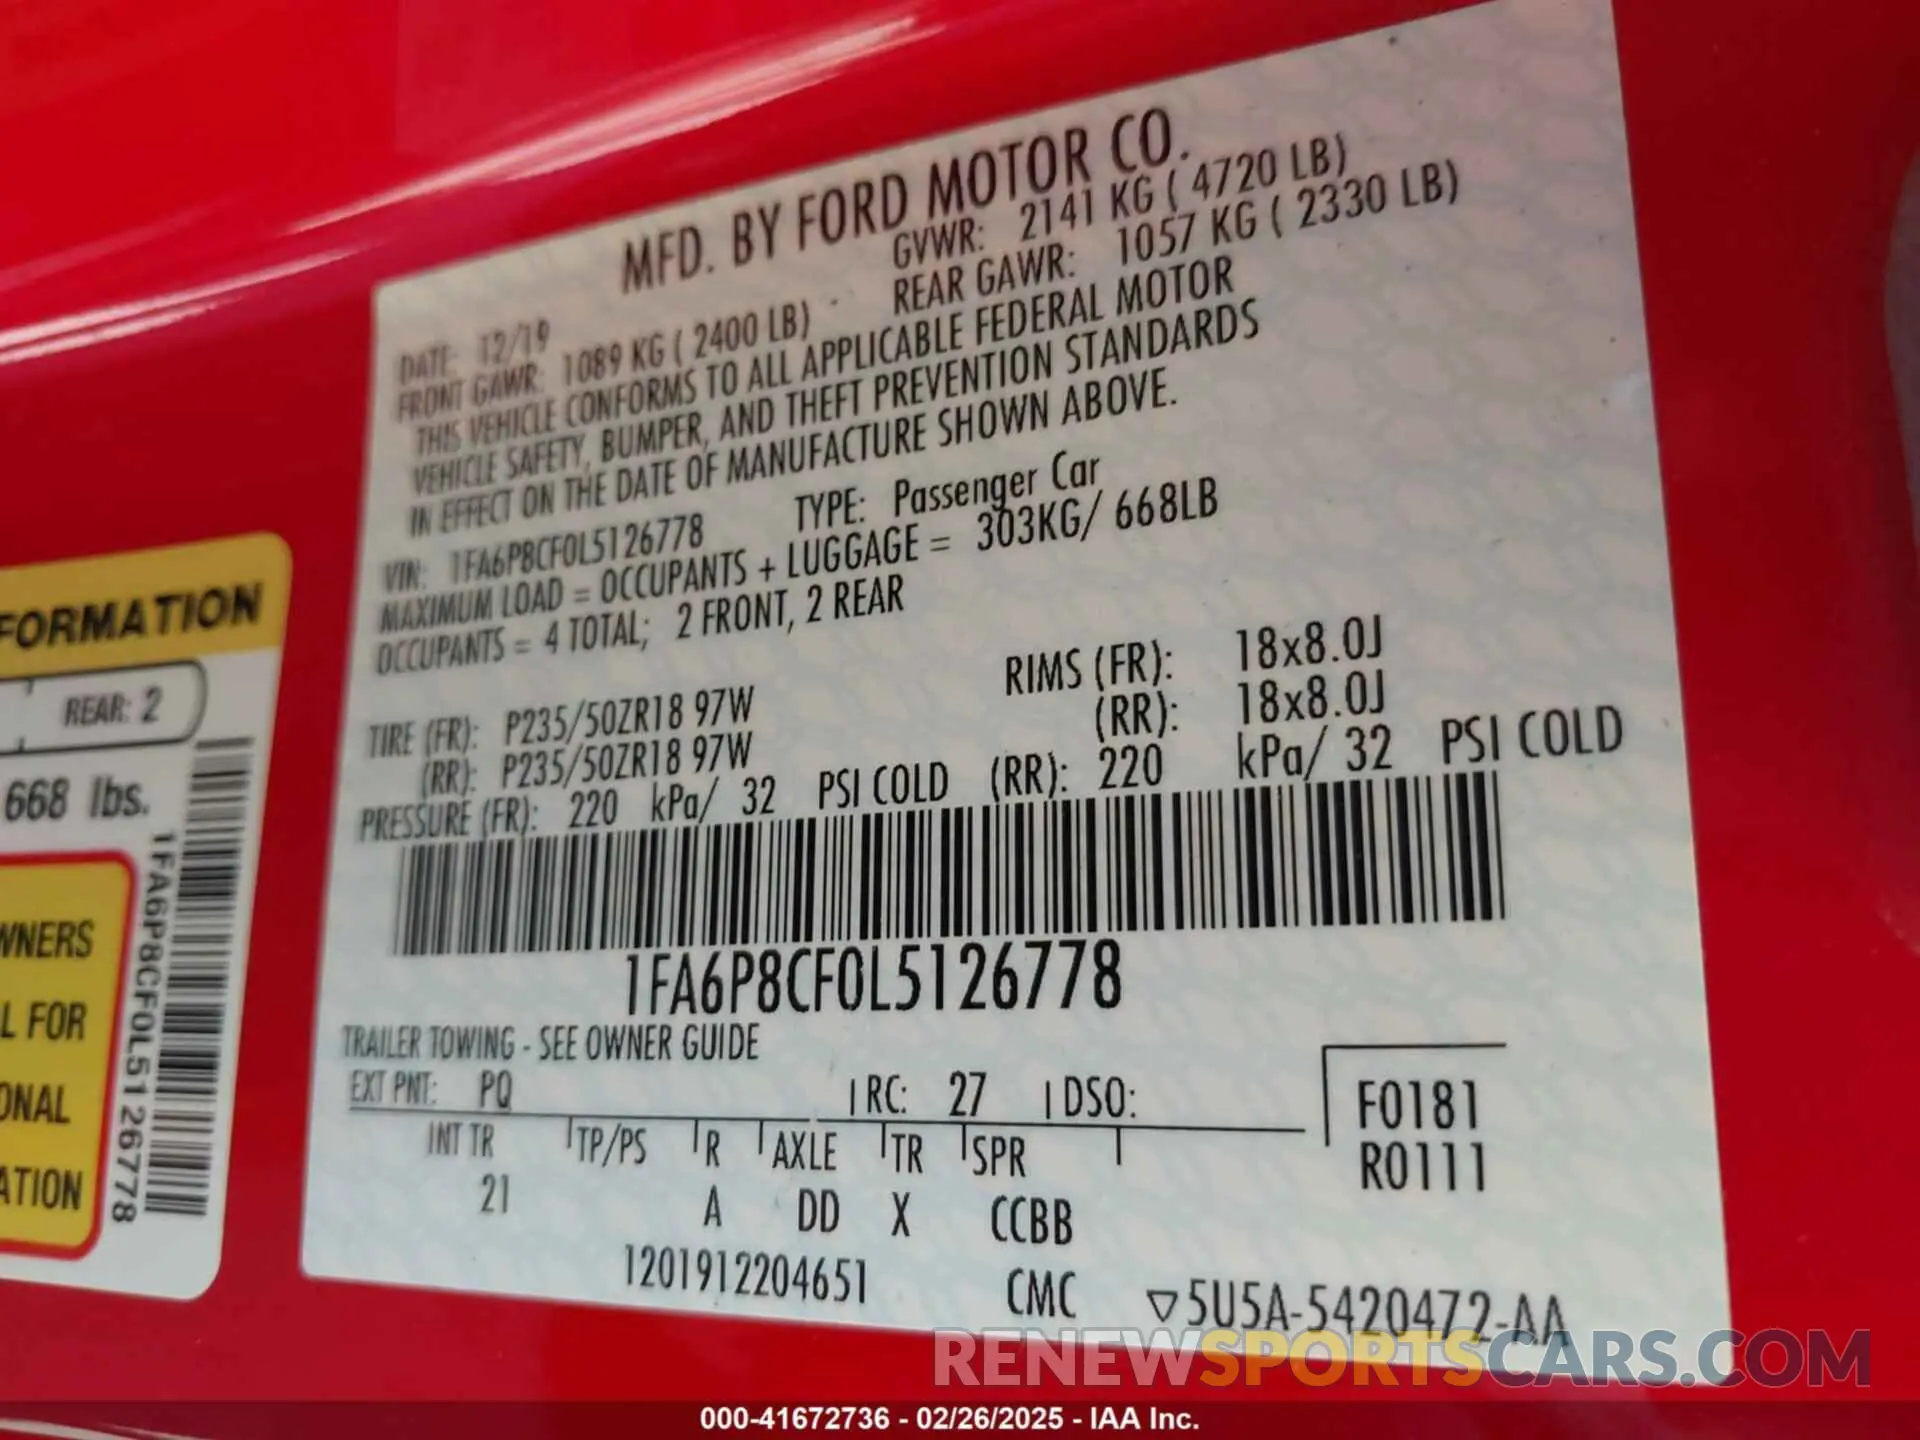 MFD. BY FORD MOTOR CO.
DATE: 12/19 GVWR: 2141 KG ( 4720 LB)
FRONT GAWR: 1089 KG ( 2400 LB) REAR GAWR: 1057 KG ( 2330 LB)
THIS VEHICLE CONFORMS TO ALL APPLICABLE FEDERAL MOTOR
VEHICLE SAFETY, BUMPER, AND THEFT PREVENTION STANDARDS
IN EFFECT ON THE DATE OF MANUFACTURE SHOWN ABOVE.
VIN: 1FA6P8CF0L5126778 TYPE: Passenger Car
MAXIMUM LOAD = OCCUPANTS + LUGGAGE = 303KG/ 668LB
OCCUPANTS = 4 TOTAL; 2 FRONT, 2 REAR
TIRE (FR): P235/50ZR18 97W RIMS (FR): 18x8.0J
(RR): P235/50ZR18 97W (RR): 18x8.0J
PRESSURE (FR): 220 kPa/ 32 PSI COLD (RR): 220 kPa/ 32 PSI COLD
1FA6P8CF0L5126778
TRAILER TOWING - SEE OWNER GUIDE
EXT PNT: PQ RC: 27 DSO:
F0181
R0111
INT TR TP/PS R AXLE TR SPR
21 A DD X CCBB
1201912204651 CMC ▽5U5A-5420472-AA
FORMATION
REAR: 2
668 lbs.
WNERS
L FOR
ONAL
ATION
1FA6P8CF0L5126778
RENEWSPORTSCARS.COM
000-41672736 - 02/26/2025 - IAA Inc.